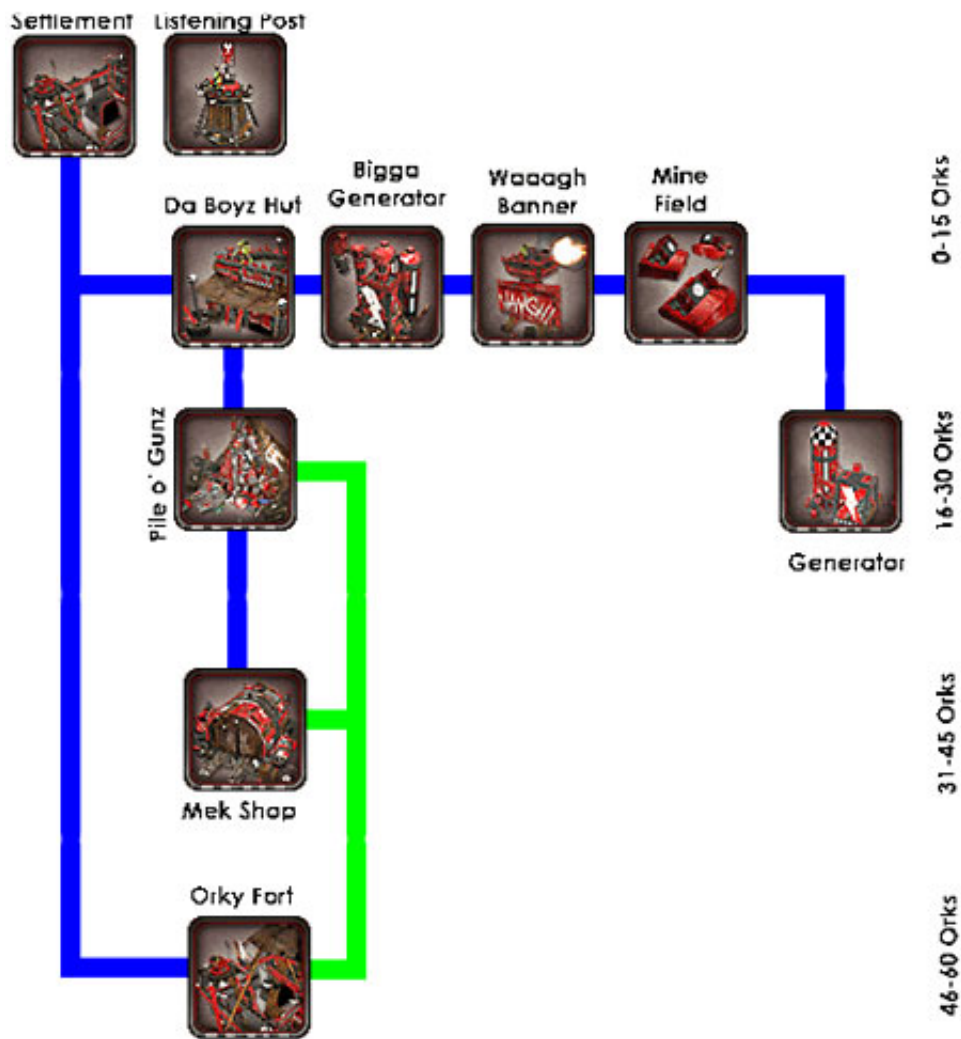 Settlement
Listening Post
Da Boyz Hut
Bigga
Generator
Waaagh
Banner
Mine
Field
0-15 Orks
Pile o' Gunz
Generator
16-30 Orks
Mek Shop
31-45 Orks
Orky Fort
46-60 Orks